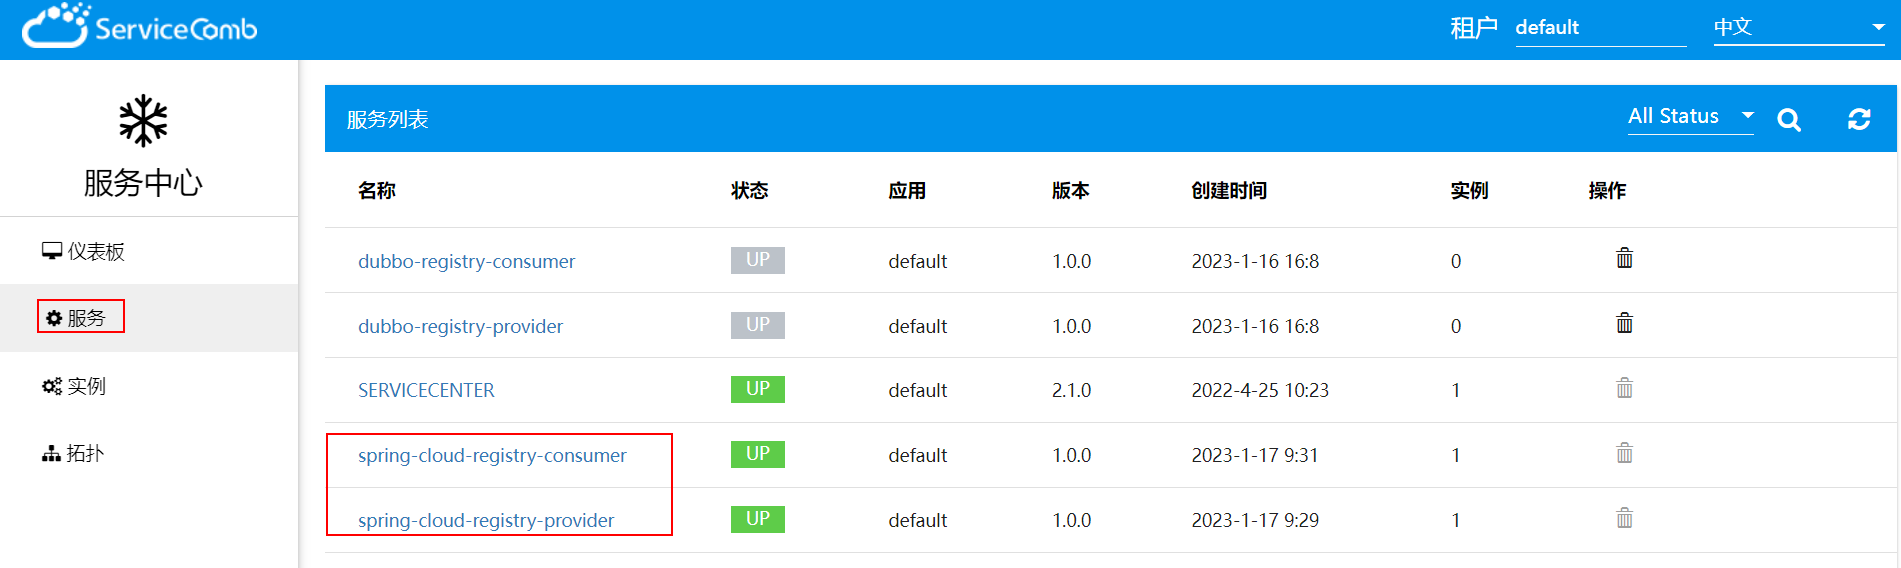 ServiceComb 租户 default 中文
服务中心
仪表板
服务
实例
拓扑
服务列表 All Status
名称 状态 应用 版本 创建时间 实例 操作
dubbo-registry-consumer UP default 1.0.0 2023-1-16 16:8 0
dubbo-registry-provider UP default 1.0.0 2023-1-16 16:8 0
SERVICECENTER UP default 2.1.0 2022-4-25 10:23 1
spring-cloud-registry-consumer UP default 1.0.0 2023-1-17 9:31 1
spring-cloud-registry-provider UP default 1.0.0 2023-1-17 9:29 1